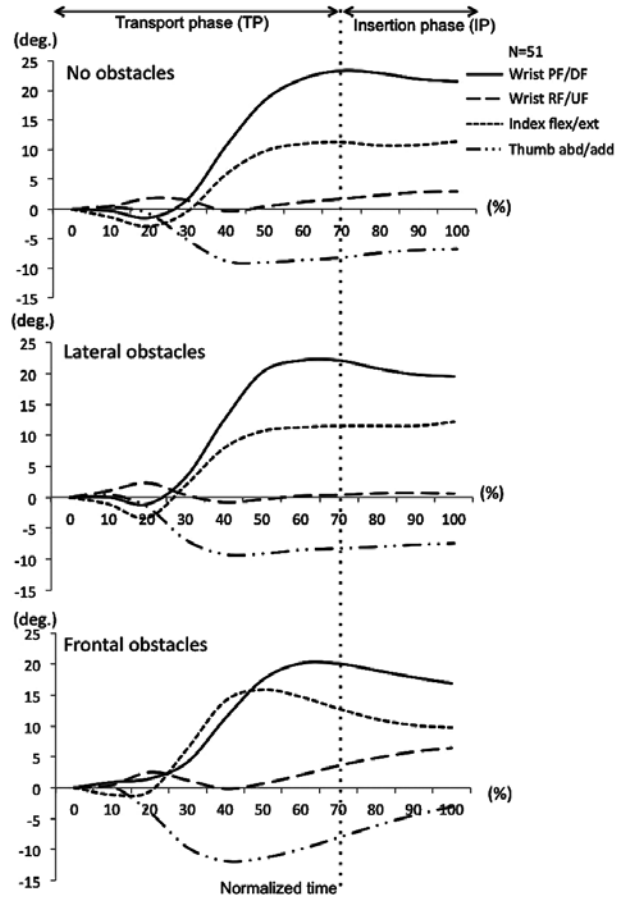 Transport phase (TP) Insertion phase (IP)
(deg.)
25
20
15
10
5
0
-5
-10
-15
No obstacles
N=51
Wrist PF/DF
Wrist RF/UF
Index flex/ext
Thumb abd/add
0 10 20 30 40 50 60 70 80 90 100
(%)
(deg.)
25
20
15
10
5
0
-5
-10
-15
Lateral obstacles
0 10 20 30 40 50 60 70 80 90 100
(%)
(deg.)
25
20
15
10
5
0
-5
-10
-15
Frontal obstacles
0 10 20 30 40 50 60 70 80 90 100
(%)
Normalized time